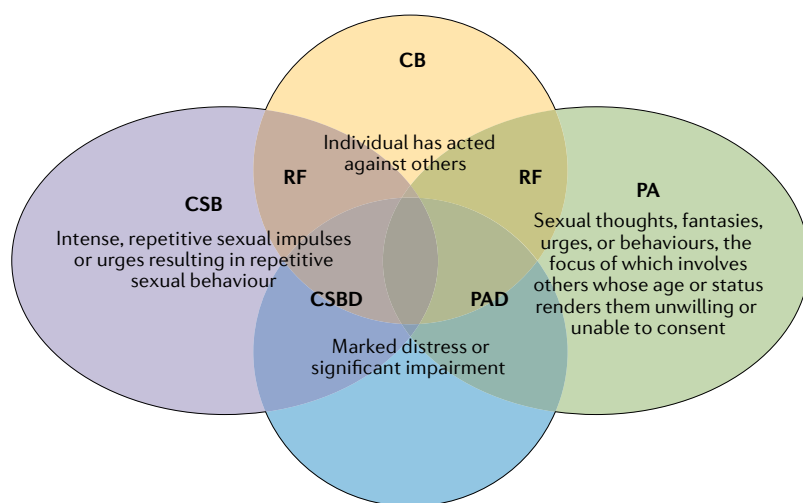 CB
Individual has acted
against others
RF
RF
CSB
Intense, repetitive sexual impulses
or urges resulting in repetitive
sexual behaviour
PA
Sexual thoughts, fantasies,
urges, or behaviours, the
focus of which involves
others whose age or status
renders them unwilling or
unable to consent
CSBD
PAD
Marked distress or
significant impairment